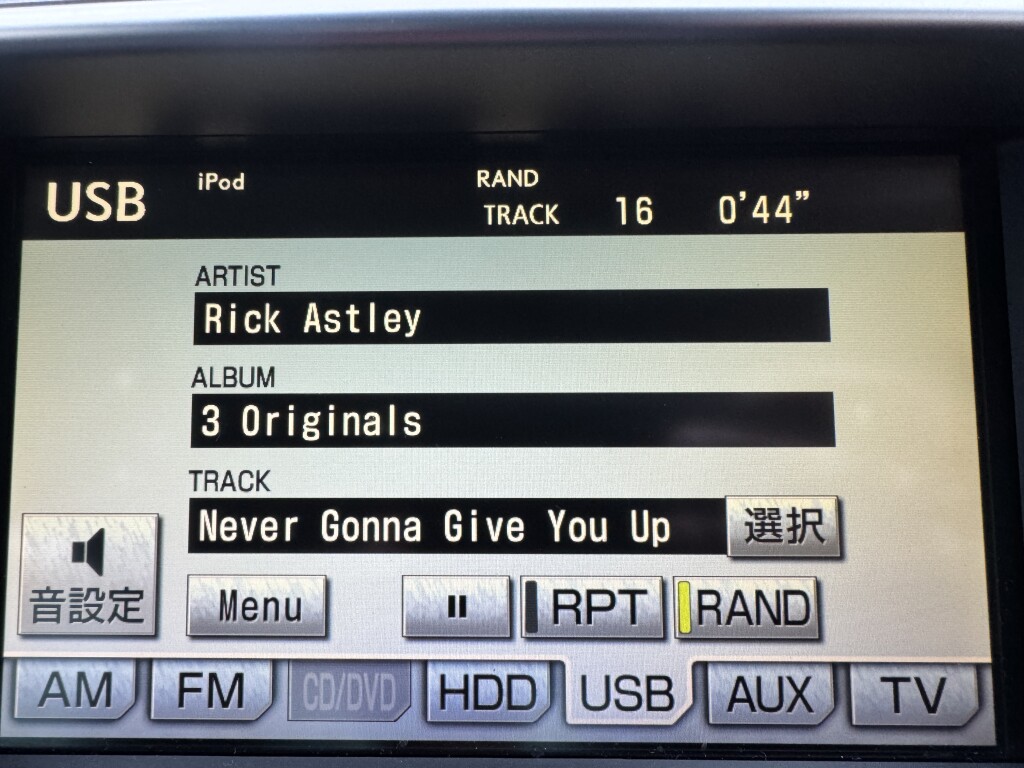 USB iPod RAND
TRACK 16 0'44"
ARTIST
Rick Astley
ALBUM
3 Originals
TRACK
Never Gonna Give You Up 選択
音設定 Menu RPT RAND
AM FM CD/DVD HDD USB AUX TV